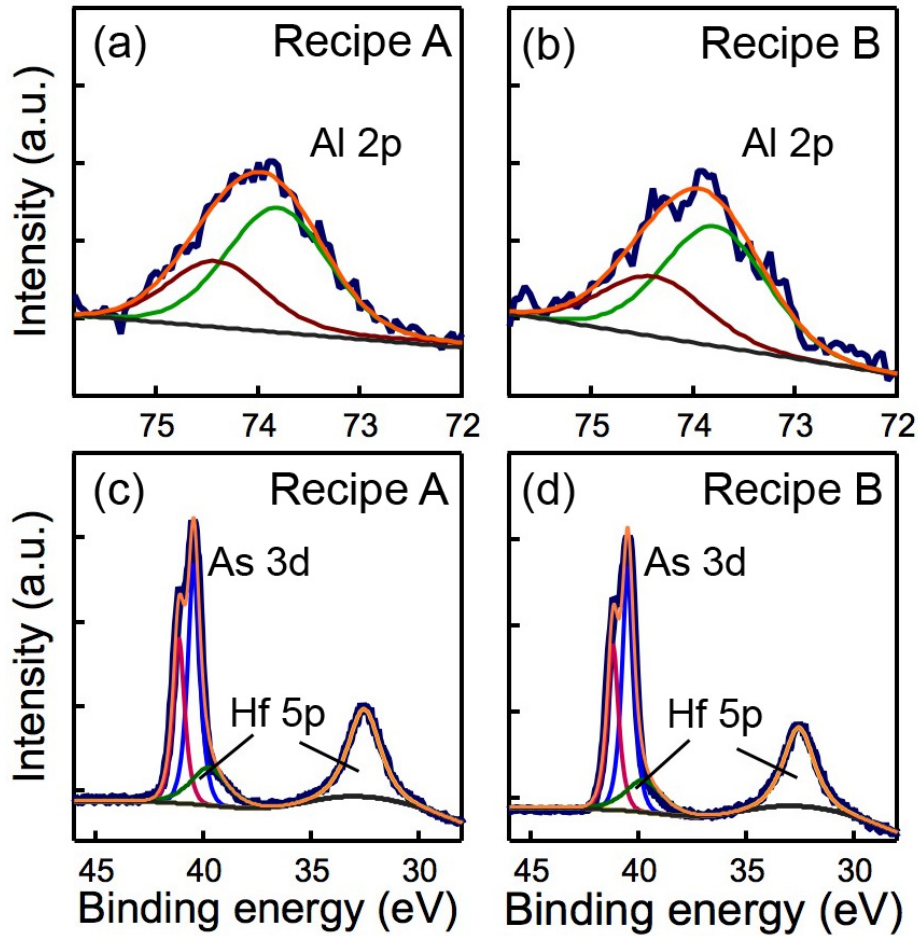 (a) Recipe A
Al 2p
Intensity (a.u.)
75 74 73 72
(b) Recipe B
Al 2p
75 74 73 72
(c) Recipe A
As 3d
Hf 5p
Intensity (a.u.)
45 40 35 30
Binding energy (eV)
(d) Recipe B
As 3d
Hf 5p
45 40 35 30
Binding energy (eV)